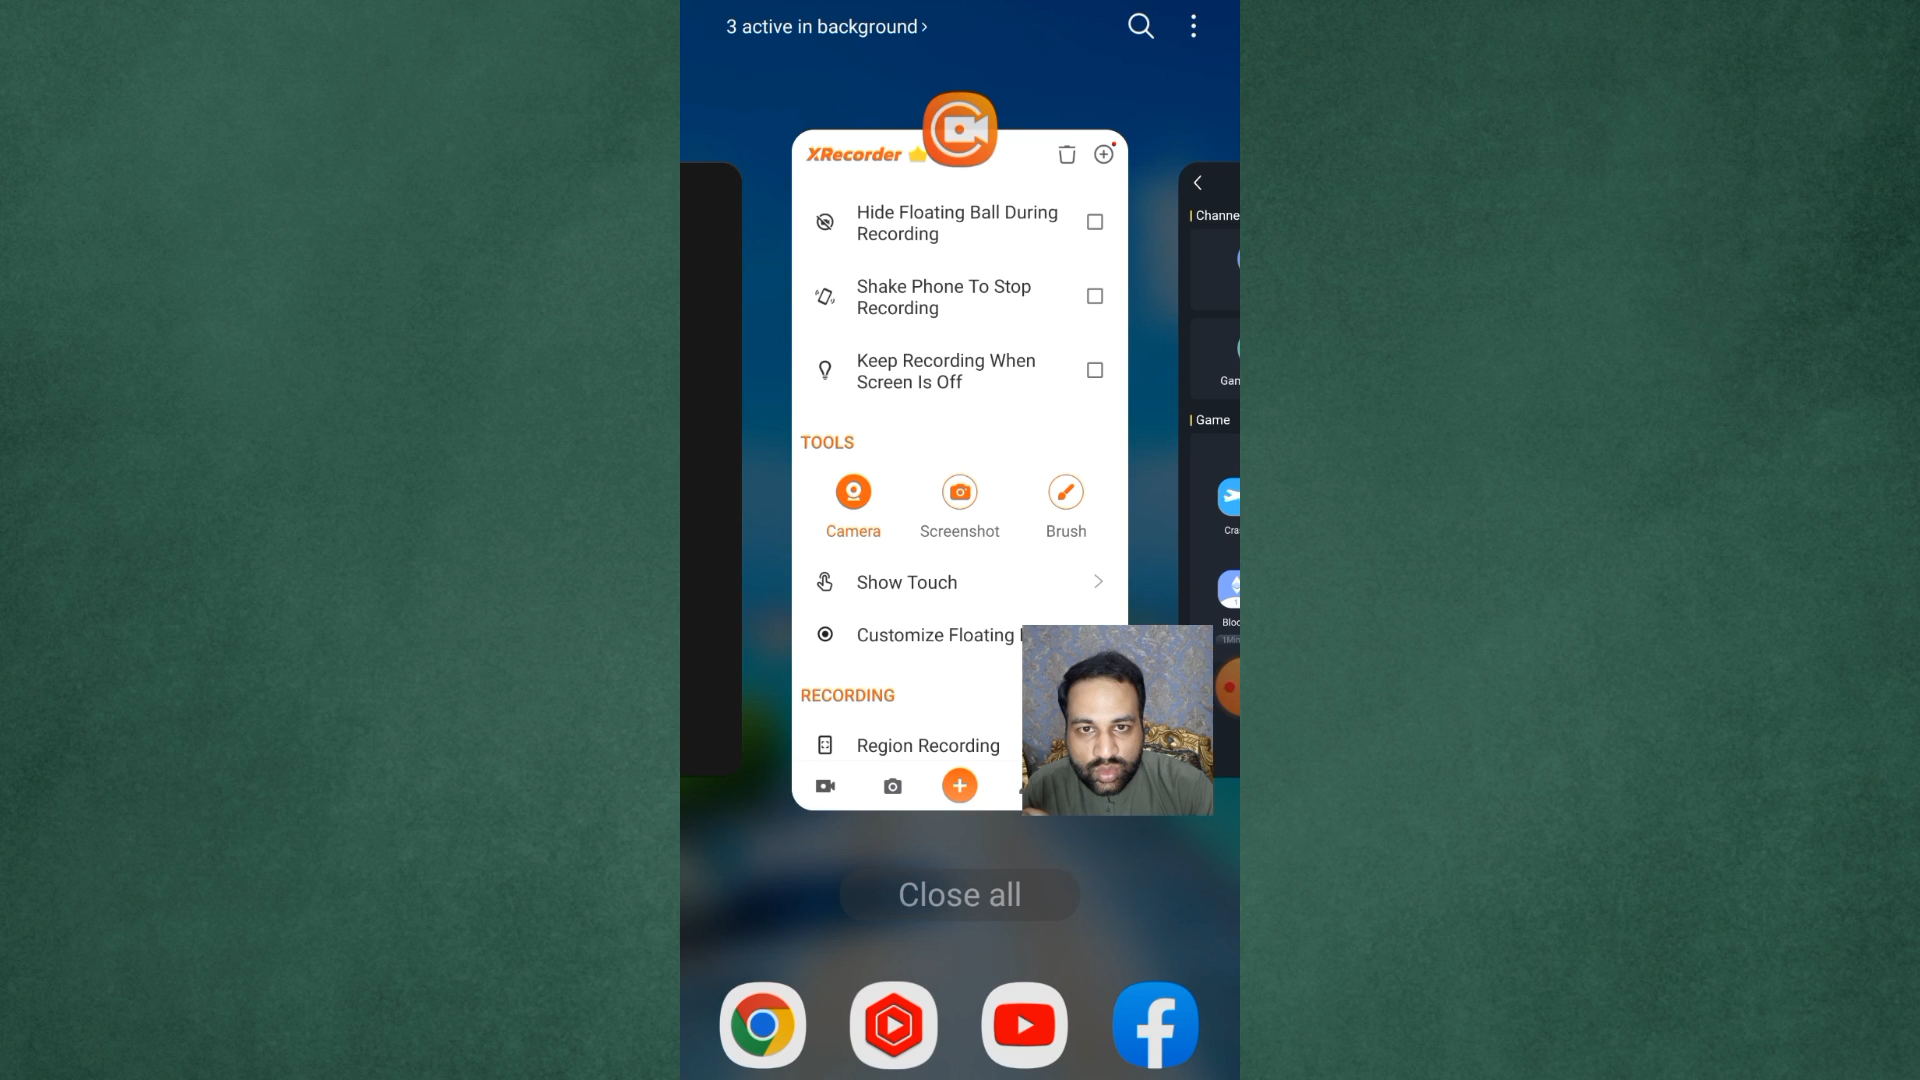 3 active in background ›
XRecorder
Hide Floating Ball During
Recording
Shake Phone To Stop
Recording
Keep Recording When
Screen Is Off
TOOLS
Camera
Screenshot
Brush
Show Touch
Customize Floating
RECORDING
Region Recording
Channe
Gan
Game
Cra
Bloc
1Min
Close all